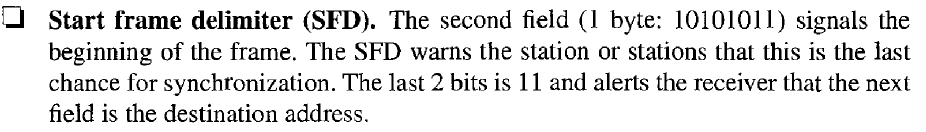 ❏ Start frame delimiter (SFD). The second field (1 byte: 10101011) signals the
beginning of the frame. The SFD warns the station or stations that this is the last
chance for synchronization. The last 2 bits is 11 and alerts the receiver that the next
field is the destination address.